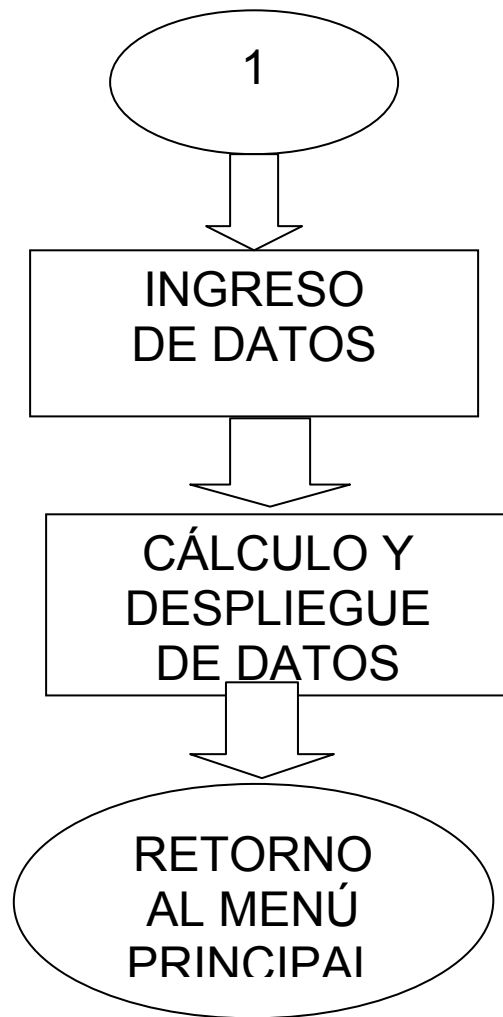 1
INGRESO
DE DATOS
CÁLCULO Y
DESPLIEGUE
DE DATOS
RETORNO
AL MENÚ
PRINCIPAL